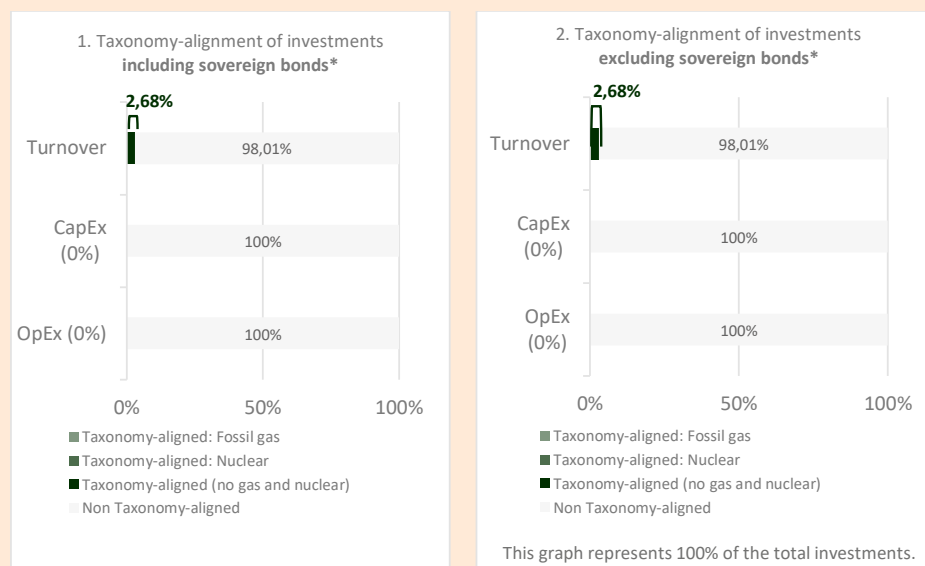 1. Taxonomy-alignment of investments
including sovereign bonds*
2,68%
Turnover
98,01%
CapEx
(0%)
100%
OpEx (0%)
100%
0%
50%
100%
Taxonomy-aligned: Fossil gas
Taxonomy-aligned: Nuclear
Taxonomy-aligned (no gas and nuclear)
Non Taxonomy-aligned
2. Taxonomy-alignment of investments
excluding sovereign bonds*
2,68%
Turnover
98,01%
CapEx
(0%)
100%
OpEx
(0%)
100%
0%
50%
100%
Taxonomy-aligned: Fossil gas
Taxonomy-aligned: Nuclear
Taxonomy-aligned (no gas and nuclear)
Non Taxonomy-aligned
This graph represents 100% of the total investments.